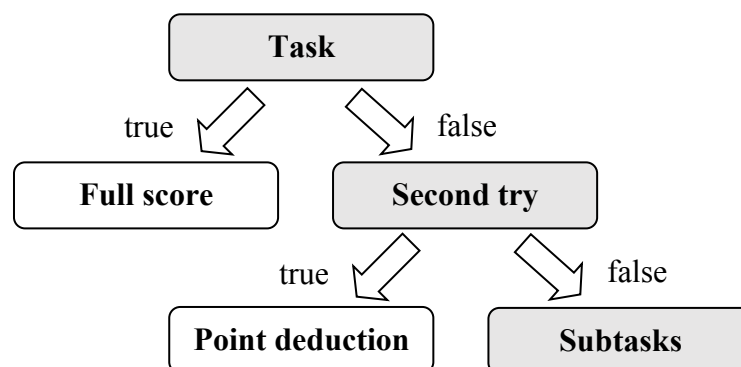 Task
true
false
Full score
Second try
true
false
Point deduction
Subtasks